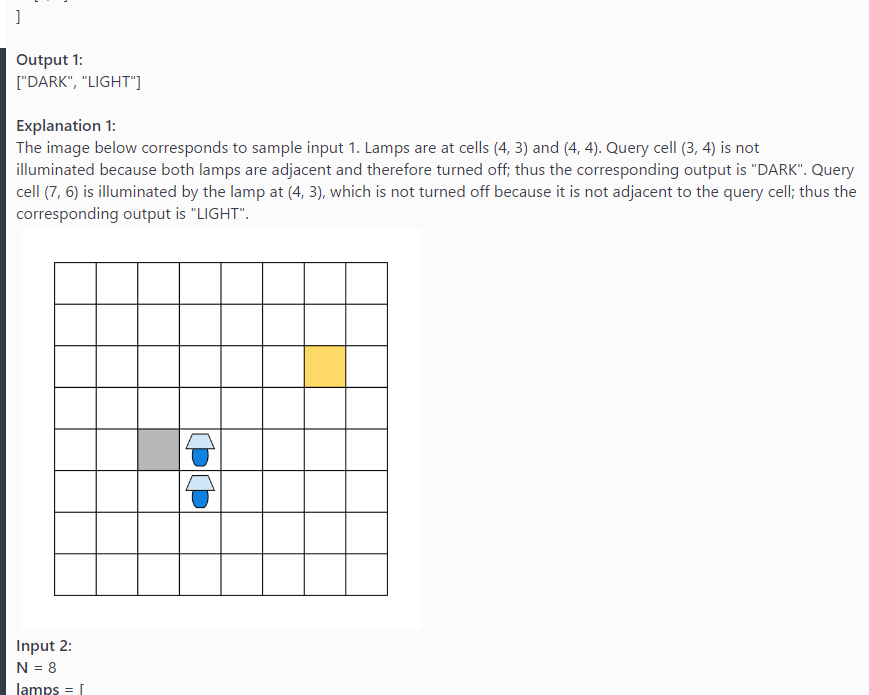 ]
Output 1:
["DARK", "LIGHT"]
Explanation 1:
The image below corresponds to sample input 1. Lamps are at cells (4, 3) and (4, 4). Query cell (3, 4) is not
illuminated because both lamps are adjacent and therefore turned off; thus the corresponding output is "DARK". Query
cell (7, 6) is illuminated by the lamp at (4, 3), which is not turned off because it is not adjacent to the query cell; thus the
corresponding output is "LIGHT".
Input 2:
N = 8
lamps = [